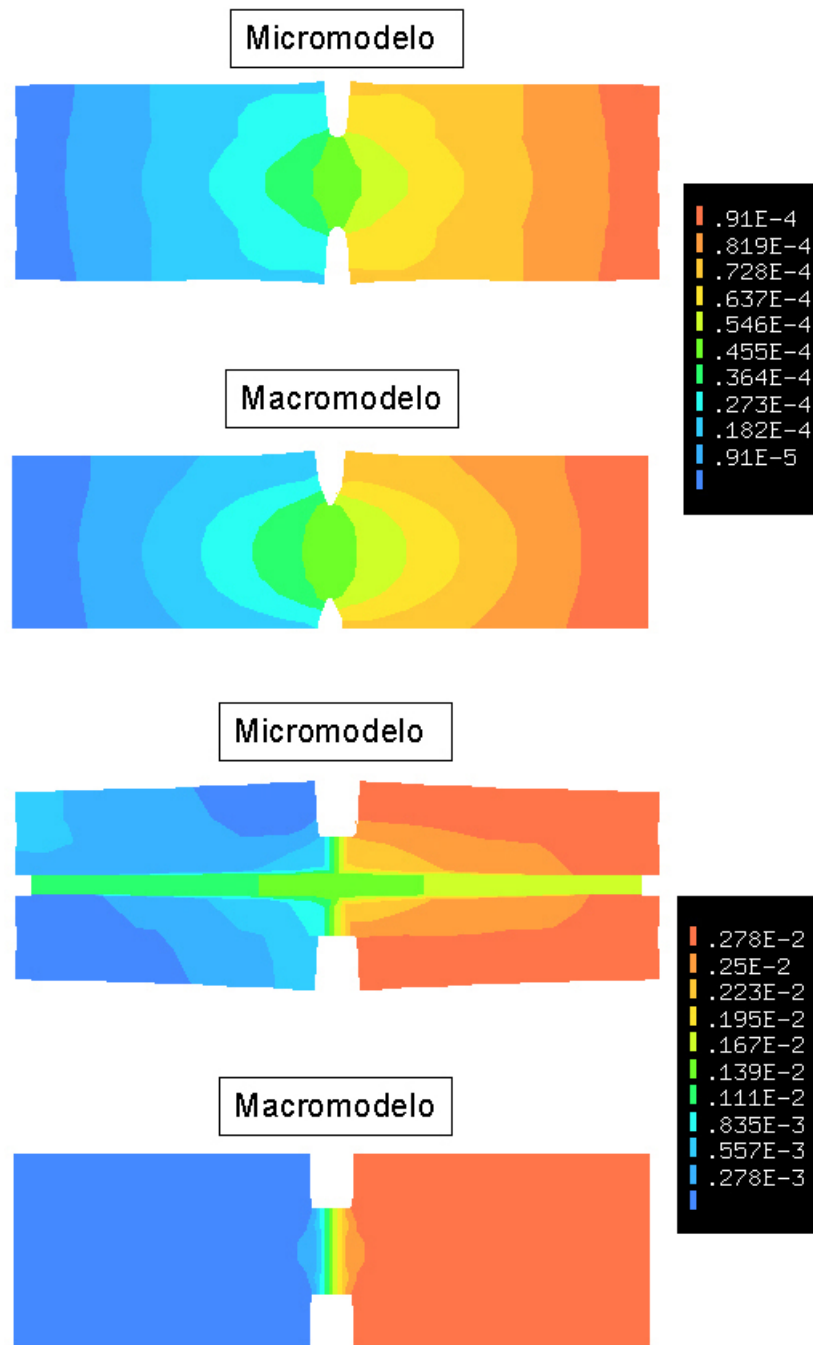 Micromodelo
.91E-4
.819E-4
.728E-4
.637E-4
.546E-4
.455E-4
.364E-4
.273E-4
.182E-4
.91E-5
Macromodelo
Micromodelo
.278E-2
.25E-2
.223E-2
.195E-2
.167E-2
.139E-2
.111E-2
.835E-3
.557E-3
.278E-3
Macromodelo